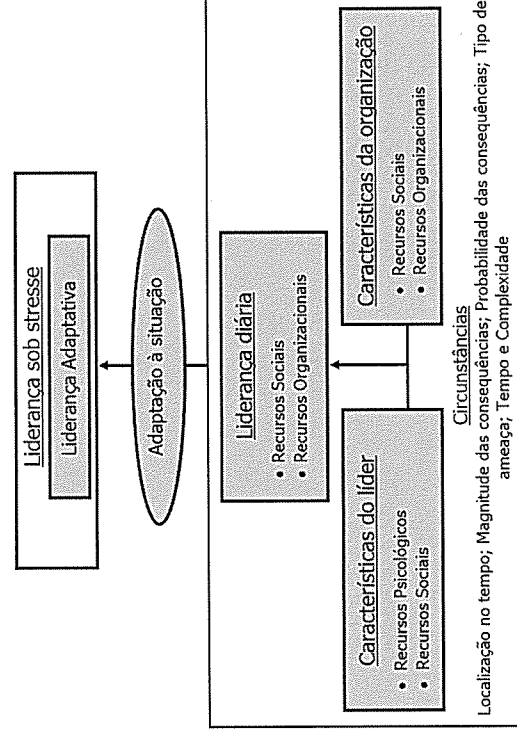 Liderança sob stresse
Liderança Adaptativa
Adaptação à situação
Liderança diária
• Recursos Sociais
• Recursos Organizacionais
Características do líder
• Recursos Psicológicos
• Recursos Sociais
Características da organização
• Recursos Sociais
• Recursos Organizacionais
Circunstâncias
Localização no tempo; Magnitude das consequências; Probabilidade das consequências; Tipo de
ameaça; Tempo e Complexidade